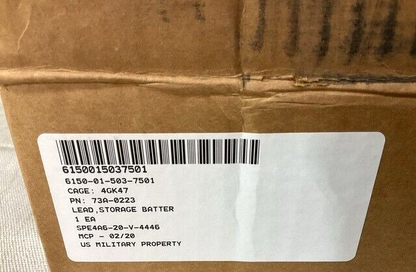 6150015037501
6150-01-503-7501
CAGE: 4GK47
PN: 73A-0223
LEAD,STORAGE BATTER
1 EA
SPE4A6-20-V-4446
MCP - 02/20
US MILITARY PROPERTY